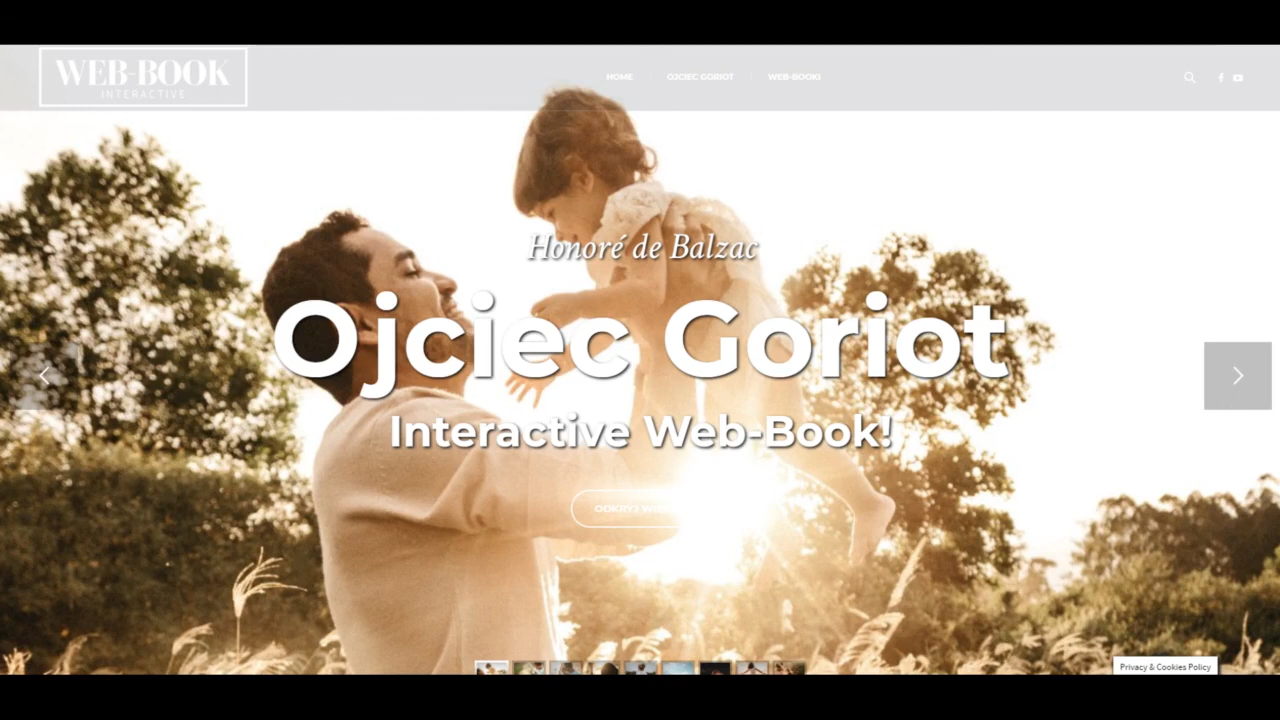 WEB-BOOK
INTERACTIVE
HOME
OJCIEC GORIOT
WEB-BOOKI
Honoré de Balzac
Ojciec Goriot
Interactive Web-Book!
ODKRYJ
Privacy & Cookies Policy